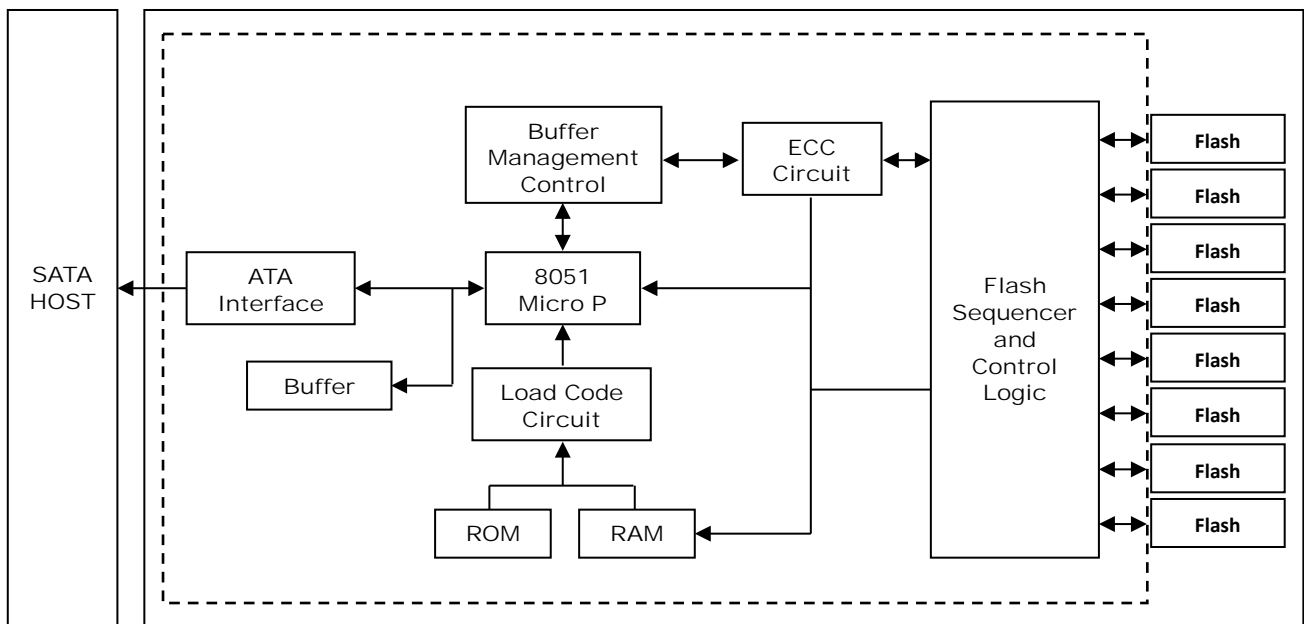 SATA
HOST
ATA
Interface
Buffer
Buffer
Management
Control
8051
Micro P
Load Code
Circuit
ROM
RAM
ECC
Circuit
Flash
Sequencer
and
Control
Logic
Flash
Flash
Flash
Flash
Flash
Flash
Flash
Flash